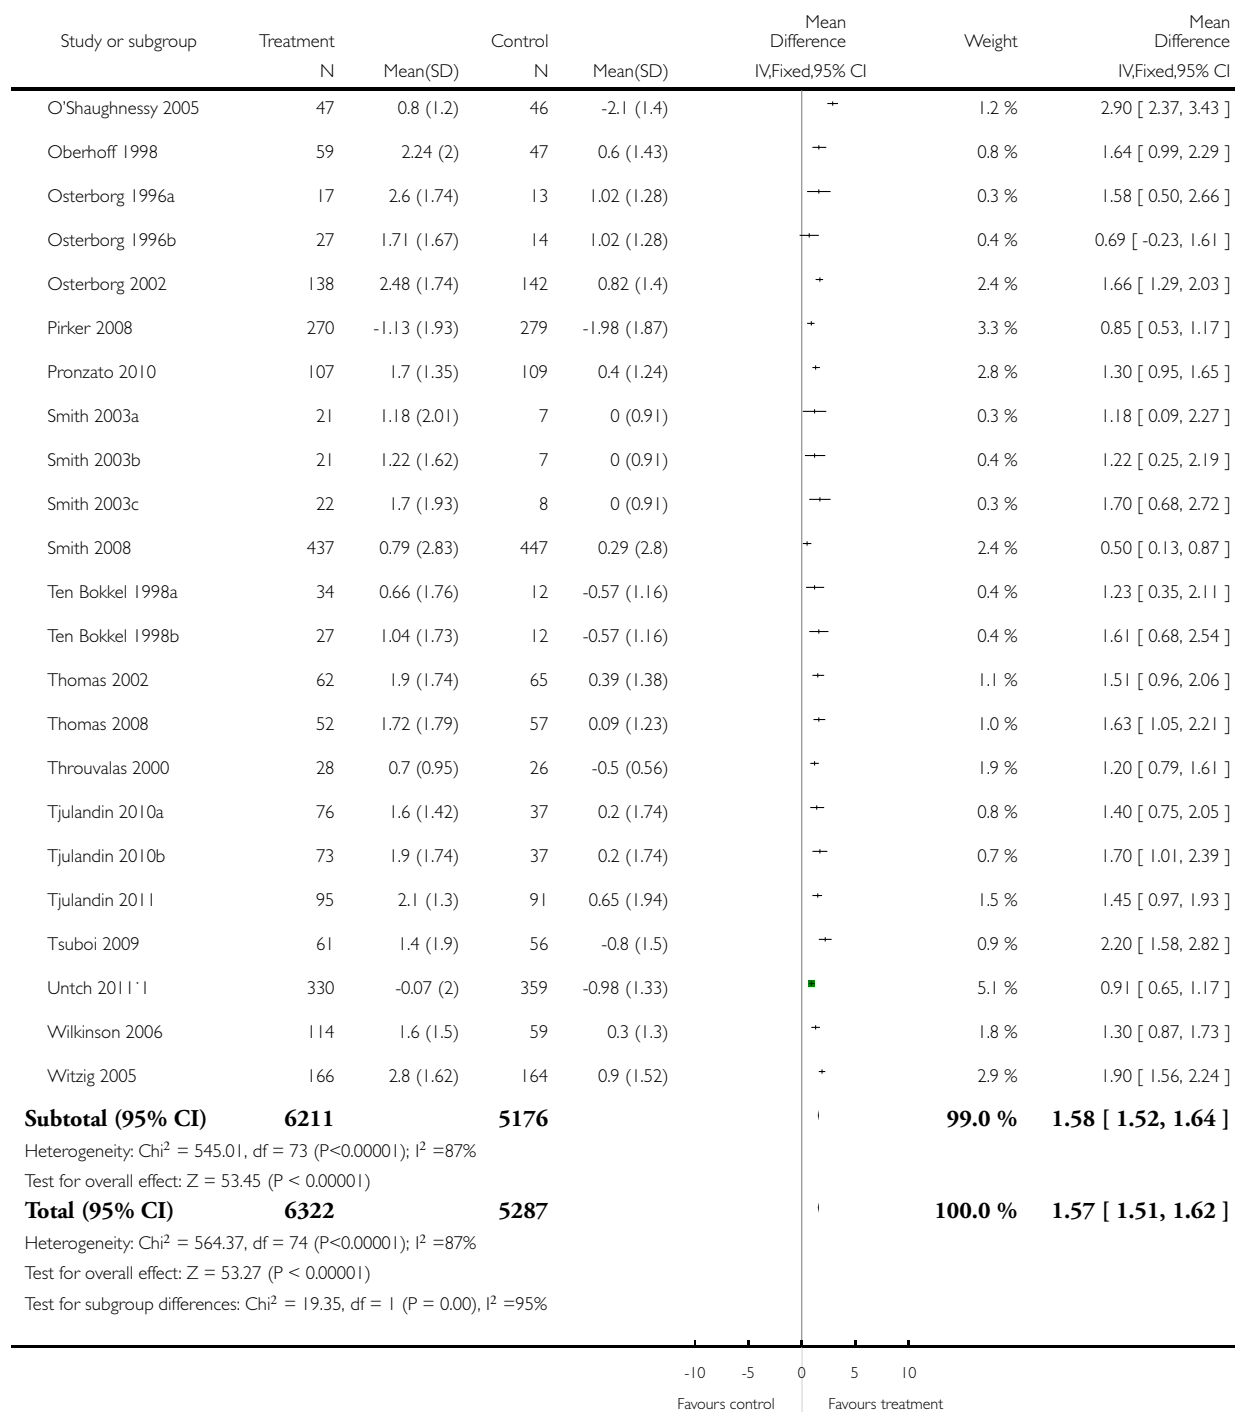 Study or subgroup Treatment Control Mean Difference Weight Mean Difference
N Mean(SD) N Mean(SD) IV,Fixed,95% CI IV,Fixed,95% CI
O'Shaughnessy 2005 47 0.8 (1.2) 46 -2.1 (1.4) 1.2 % 2.90 [ 2.37, 3.43 ]
Oberhoff 1998 59 2.24 (2) 47 0.6 (1.43) 0.8 % 1.64 [ 0.99, 2.29 ]
Osterborg 1996a 17 2.6 (1.74) 13 1.02 (1.28) 0.3 % 1.58 [ 0.50, 2.66 ]
Osterborg 1996b 27 1.71 (1.67) 14 1.02 (1.28) 0.4 % 0.69 [ -0.23, 1.61 ]
Osterborg 2002 138 2.48 (1.74) 142 0.82 (1.4) 2.4 % 1.66 [ 1.29, 2.03 ]
Pirker 2008 270 -1.13 (1.93) 279 -1.98 (1.87) 3.3 % 0.85 [ 0.53, 1.17 ]
Pronzato 2010 107 1.7 (1.35) 109 0.4 (1.24) 2.8 % 1.30 [ 0.95, 1.65 ]
Smith 2003a 21 1.18 (2.01) 7 0 (0.91) 0.3 % 1.18 [ 0.09, 2.27 ]
Smith 2003b 21 1.22 (1.62) 7 0 (0.91) 0.4 % 1.22 [ 0.25, 2.19 ]
Smith 2003c 22 1.7 (1.93) 8 0 (0.91) 0.3 % 1.70 [ 0.68, 2.72 ]
Smith 2008 437 0.79 (2.83) 447 0.29 (2.8) 2.4 % 0.50 [ 0.13, 0.87 ]
Ten Bokkel 1998a 34 0.66 (1.76) 12 -0.57 (1.16) 0.4 % 1.23 [ 0.35, 2.11 ]
Ten Bokkel 1998b 27 1.04 (1.73) 12 -0.57 (1.16) 0.4 % 1.61 [ 0.68, 2.54 ]
Thomas 2002 62 1.9 (1.74) 65 0.39 (1.38) 1.1 % 1.51 [ 0.96, 2.06 ]
Thomas 2008 52 1.72 (1.79) 57 0.09 (1.23) 1.0 % 1.63 [ 1.05, 2.21 ]
Throuvalas 2000 28 0.7 (0.95) 26 -0.5 (0.56) 1.9 % 1.20 [ 0.79, 1.61 ]
Tjulandin 2010a 76 1.6 (1.42) 37 0.2 (1.74) 0.8 % 1.40 [ 0.75, 2.05 ]
Tjulandin 2010b 73 1.9 (1.74) 37 0.2 (1.74) 0.7 % 1.70 [ 1.01, 2.39 ]
Tjulandin 2011 95 2.1 (1.3) 91 0.65 (1.94) 1.5 % 1.45 [ 0.97, 1.93 ]
Tsuboi 2009 61 1.4 (1.9) 56 -0.8 (1.5) 0.9 % 2.20 [ 1.58, 2.82 ]
Untch 2011˙1 330 -0.07 (2) 359 -0.98 (1.33) 5.1 % 0.91 [ 0.65, 1.17 ]
Wilkinson 2006 114 1.6 (1.5) 59 0.3 (1.3) 1.8 % 1.30 [ 0.87, 1.73 ]
Witzig 2005 166 2.8 (1.62) 164 0.9 (1.52) 2.9 % 1.90 [ 1.56, 2.24 ]
Subtotal (95% CI) 6211 5176 99.0 % 1.58 [ 1.52, 1.64 ]
Heterogeneity: Chi² = 545.01, df = 73 (P<0.00001); I² =87%
Test for overall effect: Z = 53.45 (P < 0.00001)
Total (95% CI) 6322 5287 100.0 % 1.57 [ 1.51, 1.62 ]
Heterogeneity: Chi² = 564.37, df = 74 (P<0.00001); I² =87%
Test for overall effect: Z = 53.27 (P < 0.00001)
Test for subgroup differences: Chi² = 19.35, df = 1 (P = 0.00), I² =95%
-10 -5 0 5 10
Favours control Favours treatment